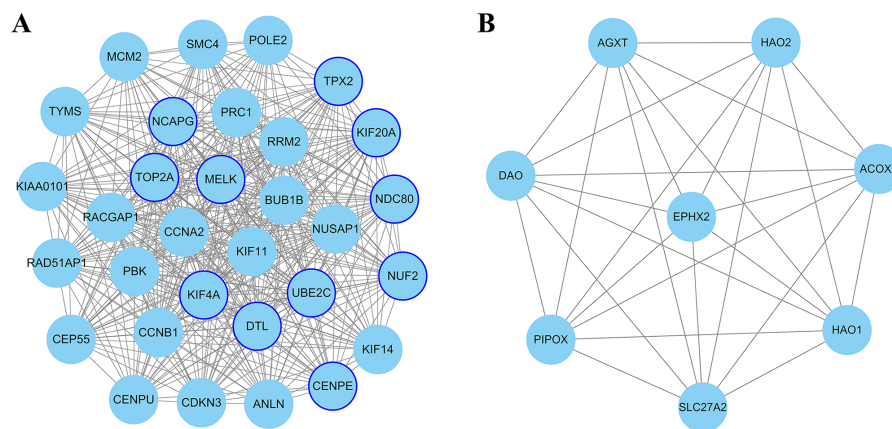 A
B
SMC4
POLE2
MCM2
TPX2
TYMS
NCAPG
PRC1
KIF20A
RRM2
TOP2A
MELK
KIAA0101
NDC80
BUB1B
RACGAP1
CCNA2
NUSAP1
KIF11
RAD51AP1
PBK
NUF2
KIF4A
UBE2C
DTL
CEP55
CCNB1
KIF14
CENPE
CENPU
CDKN3
ANLN
AGXT
HAO2
DAO
ACOX
EPHX2
PIPOX
HAO1
SLC27A2